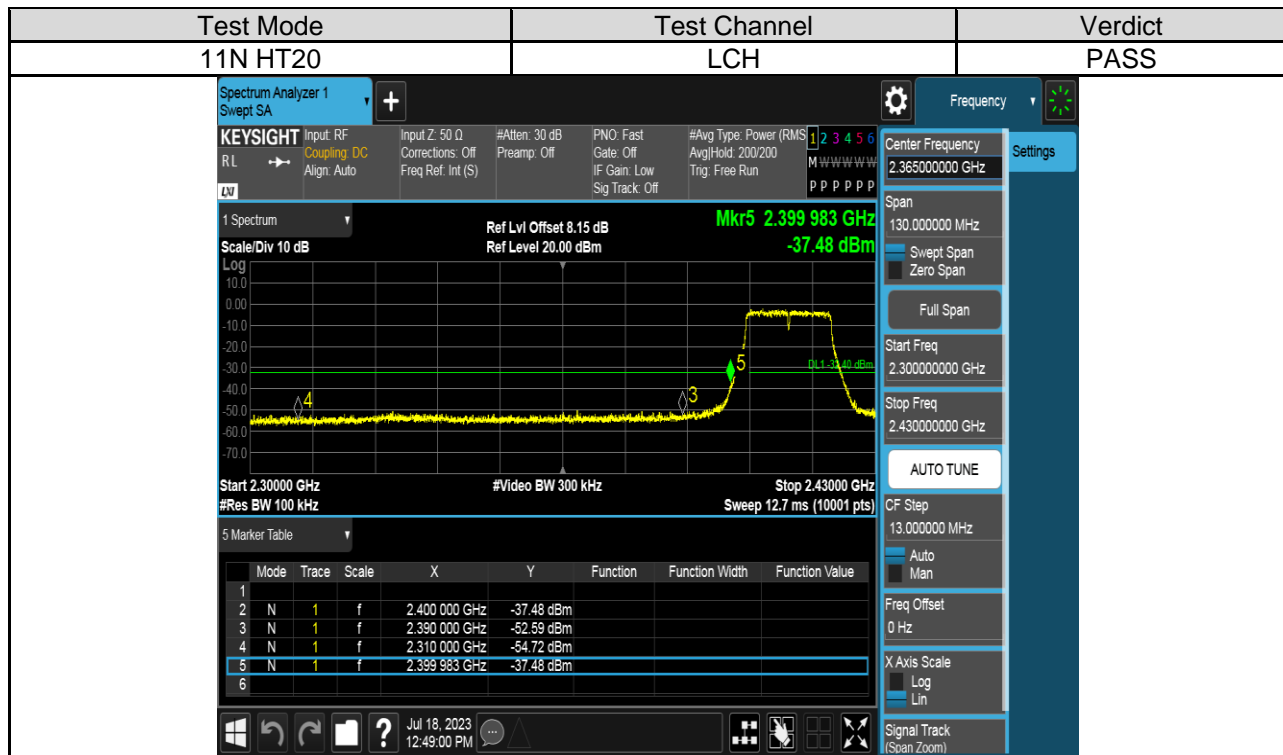 Test Mode Test Channel Verdict
11N HT20 LCH PASS
Spectrum Analyzer 1
Swept SA
+
Frequency
KEYSIGHT
RL
LXI
Input: RF
Coupling: DC
Align: Auto
Input Z: 50 Ω
Corrections: Off
Freq Ref: Int (S)
#Atten: 30 dB
Preamp: Off
PNO: Fast
Gate: Off
IF Gain: Low
Sig Track: Off
#Avg Type: Power (RMS
Avg|Hold: 200/200
Trig: Free Run
1 2 3 4 5 6
M W W W W W
P P P P P P
1 Spectrum
Scale/Div 10 dB
Ref Lvl Offset 8.15 dB
Ref Level 20.00 dBm
Mkr5 2.399 983 GHz
-37.48 dBm
Log
10.0
0.00
-10.0
-20.0
-30.0
-40.0
-50.0
-60.0
-70.0
DL1 -32.40 dBm
4
3
5
Start 2.30000 GHz
#Res BW 100 kHz
#Video BW 300 kHz
Stop 2.43000 GHz
Sweep 12.7 ms (10001 pts)
5 Marker Table
Mode Trace Scale X Y Function Function Width Function Value
1
2 N 1 f 2.400 000 GHz -37.48 dBm
3 N 1 f 2.390 000 GHz -52.59 dBm
4 N 1 f 2.310 000 GHz -54.72 dBm
5 N 1 f 2.399 983 GHz -37.48 dBm
6
?
Jul 18, 2023
12:49:00 PM
Settings
Center Frequency
2.365000000 GHz
Span
130.000000 MHz
Swept Span
Zero Span
Full Span
Start Freq
2.300000000 GHz
Stop Freq
2.430000000 GHz
AUTO TUNE
CF Step
13.000000 MHz
Auto
Man
Freq Offset
0 Hz
X Axis Scale
Log
Lin
Signal Track
(Span Zoom)